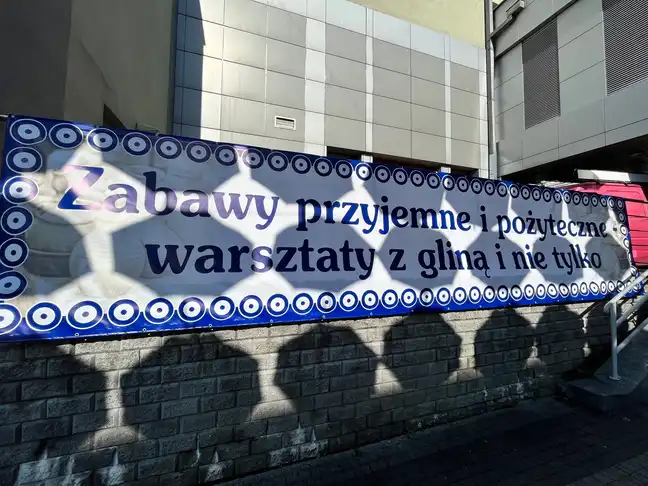 Zabawy przyjemne i pożyteczne -
warsztaty z gliną i nie tylko